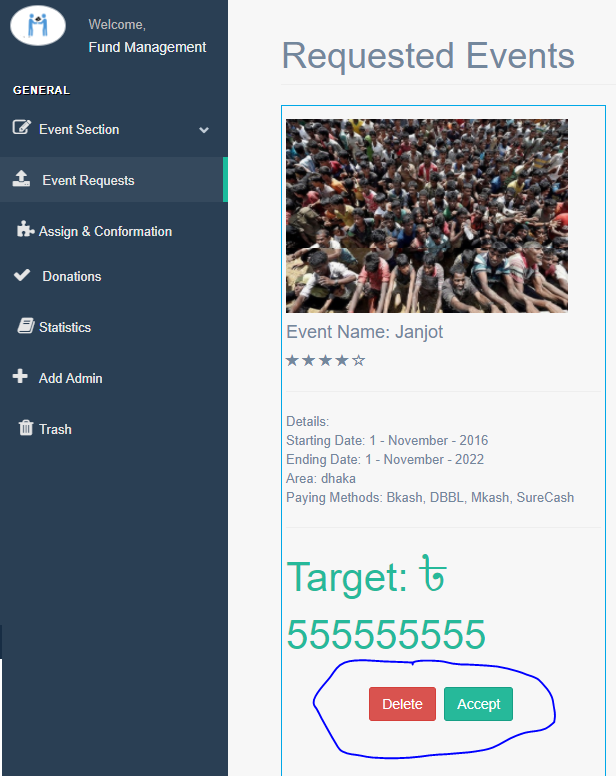 Welcome,
Fund Management
GENERAL
Event Section
Event Requests
Assign & Conformation
Donations
Statistics
Add Admin
Trash
Requested Events
Event Name: Janjot
Details:
Starting Date: 1 - November - 2016
Ending Date: 1 - November - 2022
Area: dhaka
Paying Methods: Bkash, DBBL, Mkash, SureCash
Target: ৳
555555555
Delete Accept